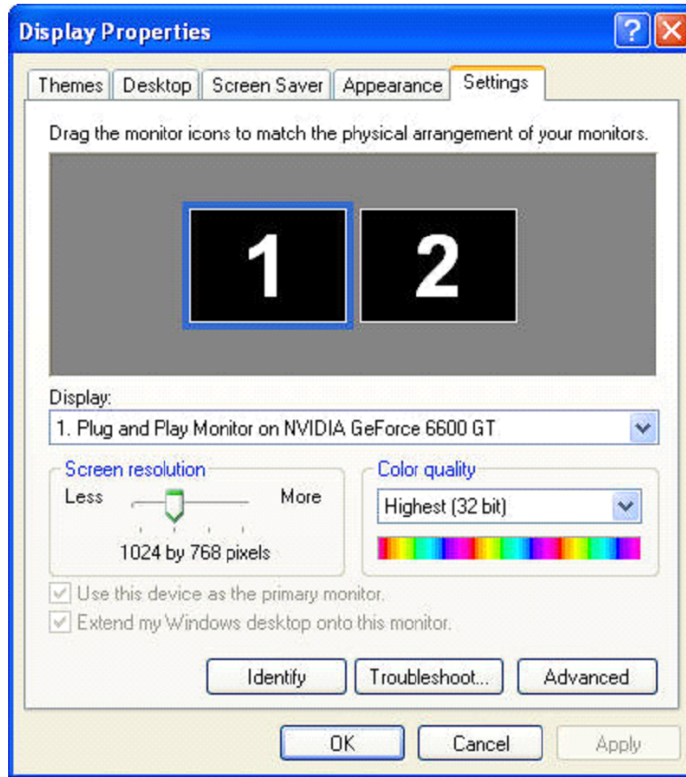 Display Properties
Themes Desktop Screen Saver Appearance Settings
Drag the monitor icons to match the physical arrangement of your monitors.
1 2
Display:
1. Plug and Play Monitor on NVIDIA GeForce 6600 GT
Screen resolution Color quality
Less More Highest (32 bit)
1024 by 768 pixels
Use this device as the primary monitor.
Extend my Windows desktop onto this monitor.
Identify Troubleshoot... Advanced
OK Cancel Apply